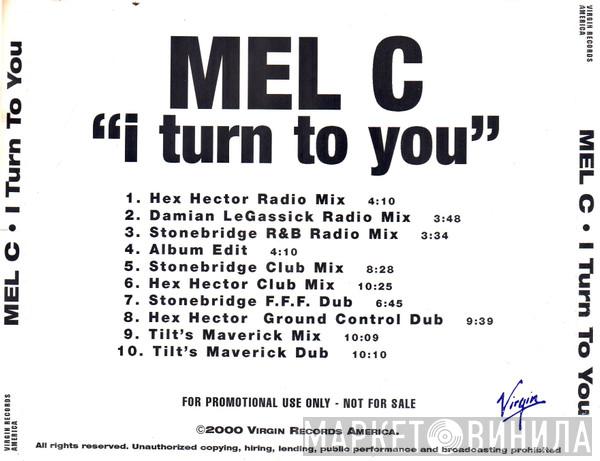 MEL C
“i turn to you”
1. Hex Hector Radio Mix 4:10
2. Damian LeGassick Radio Mix 3:48
3. Stonebridge R&B Radio Mix 3:34
4. Album Edit 4:10
5. Stonebridge Club Mix 8:28
6. Hex Hector Club Mix 10:25
7. Stonebridge F.F.F. Dub 6:45
8. Hex Hector Ground Control Dub 9:39
9. Tilt's Maverick Mix 10:09
10. Tilt's Maverick Dub 10:10
FOR PROMOTIONAL USE ONLY - NOT FOR SALE
Virgin
©2000 VIRGIN RECORDS AMERICA.
All rights reserved. Unauthorized copying, hiring, lending, public performance and broadcasting prohibited
MEL C • I Turn To You
VIRGIN RECORDS
AMERICA
VIRGIN RECORDS
AMERICA
MEL C • I Turn To You
МАРКЕТ ВИНИЛА